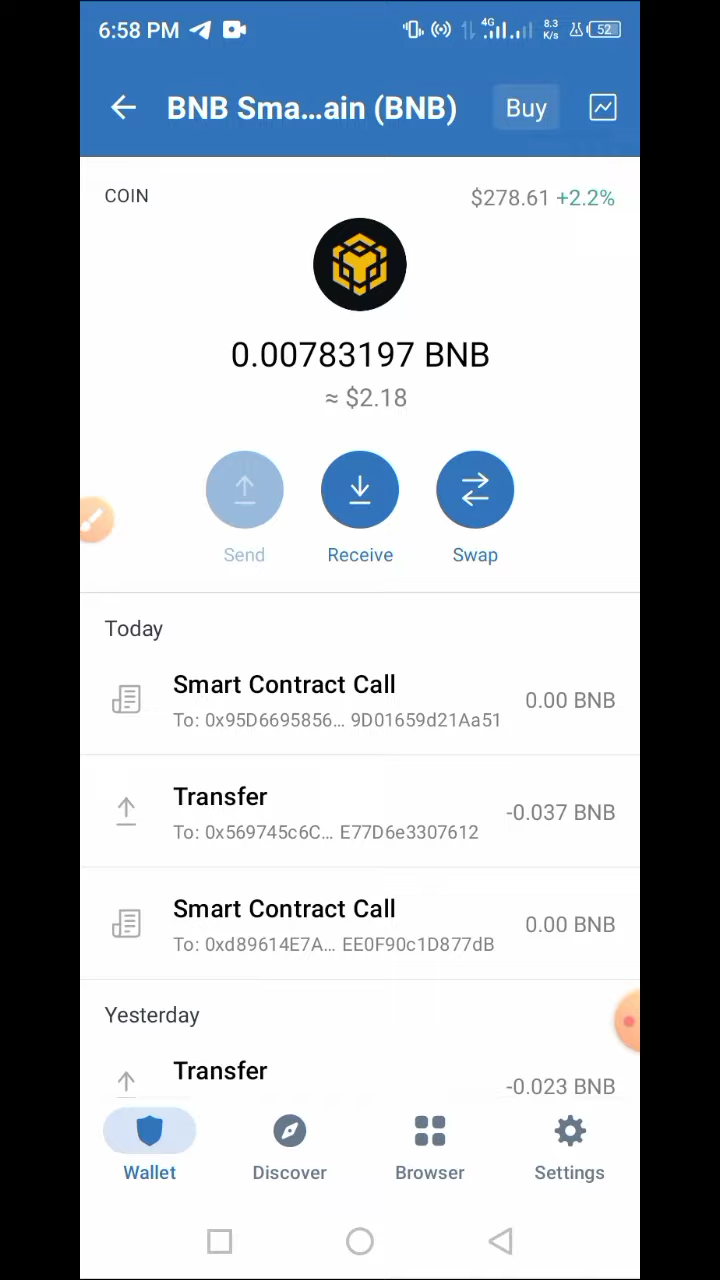 6:58 PM 4G 8.3 K/s 52
BNB Sma...ain (BNB) Buy
COIN $278.61 +2.2%
0.00783197 BNB
≈ $2.18
Send Receive Swap
Today
Smart Contract Call 0.00 BNB
To: 0x95D6695856... 9D01659d21Aa51
Transfer -0.037 BNB
To: 0x569745c6C... E77D6e3307612
Smart Contract Call 0.00 BNB
To: 0xd89614E7A... EE0F90c1D877dB
Yesterday
Transfer -0.023 BNB
Wallet Discover Browser Settings